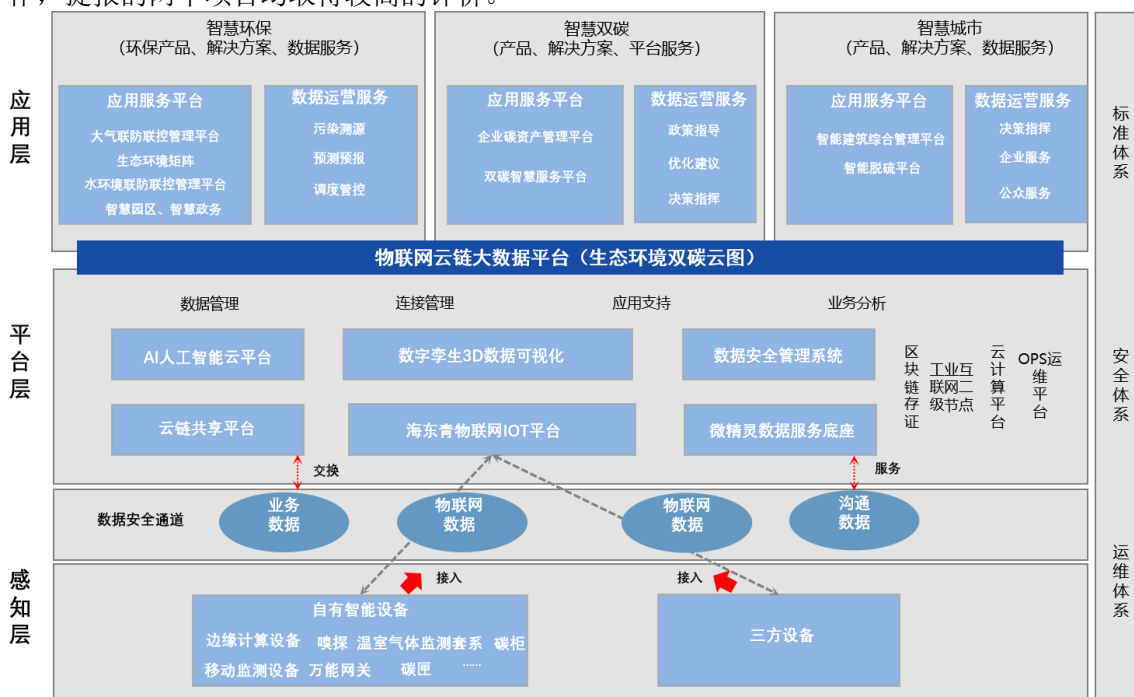 作，提报的两个项目均取得较高的评价。
智慧环保
(环保产品、解决方案、数据服务)
智慧双碳
(产品、解决方案、平台服务)
智慧城市
(产品、解决方案、数据服务)
应用层
应用服务平台
大气联防联控管理平台
生态环境矩阵
水环境联防联控管理平台
智慧园区、智慧政务
数据运营服务
污染溯源
预测预报
调度管控
应用服务平台
企业碳资产管理平台
双碳智慧服务平台
数据运营服务
政策指导
优化建议
决策指挥
应用服务平台
智能建筑综合管理平台
智能脱硫平台
数据运营服务
决策指挥
企业服务
公众服务
标准体系
物联网云链大数据平台（生态环境双碳云图）
平台层
数据管理
连接管理
应用支持
业务分析
AI人工智能云平台
数字孪生3D数据可视化
数据安全管理系统
云链共享平台
海东青物联网IOT平台
微精灵数据服务底座
区块链存证
工业互联网二级节点
云计算平台
OPS运维平台
安全体系
交换
服务
数据安全通道
业务数据
物联网数据
物联网数据
沟通数据
感知层
接入
接入
自有智能设备
边缘计算设备 嗅探 温室气体监测套系 碳柜
移动监测设备 万能网关 碳匣 ......
三方设备
运维体系